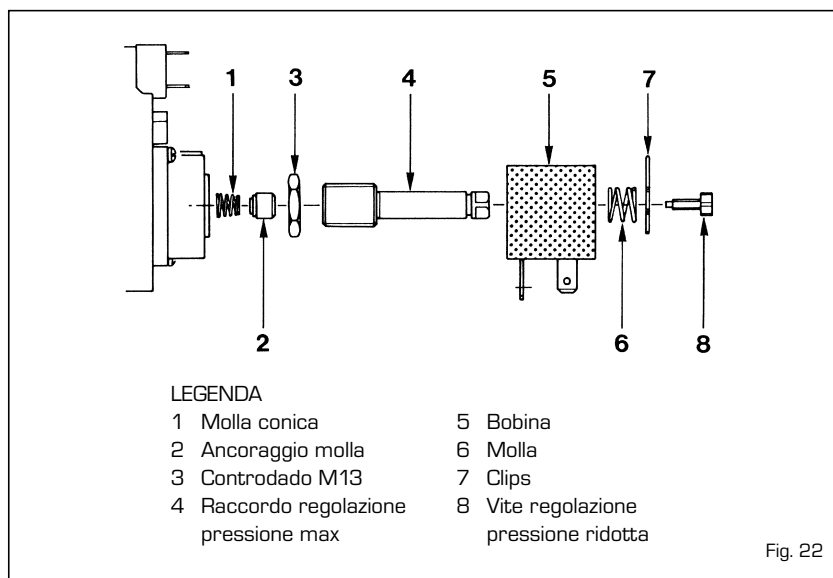 1
3
4
5
7
2
6
8
LEGENDA
1 Molla conica
2 Ancoraggio molla
3 Controdado M13
4 Raccordo regolazione
pressione max
5 Bobina
6 Molla
7 Clips
8 Vite regolazione
pressione ridotta
Fig. 22